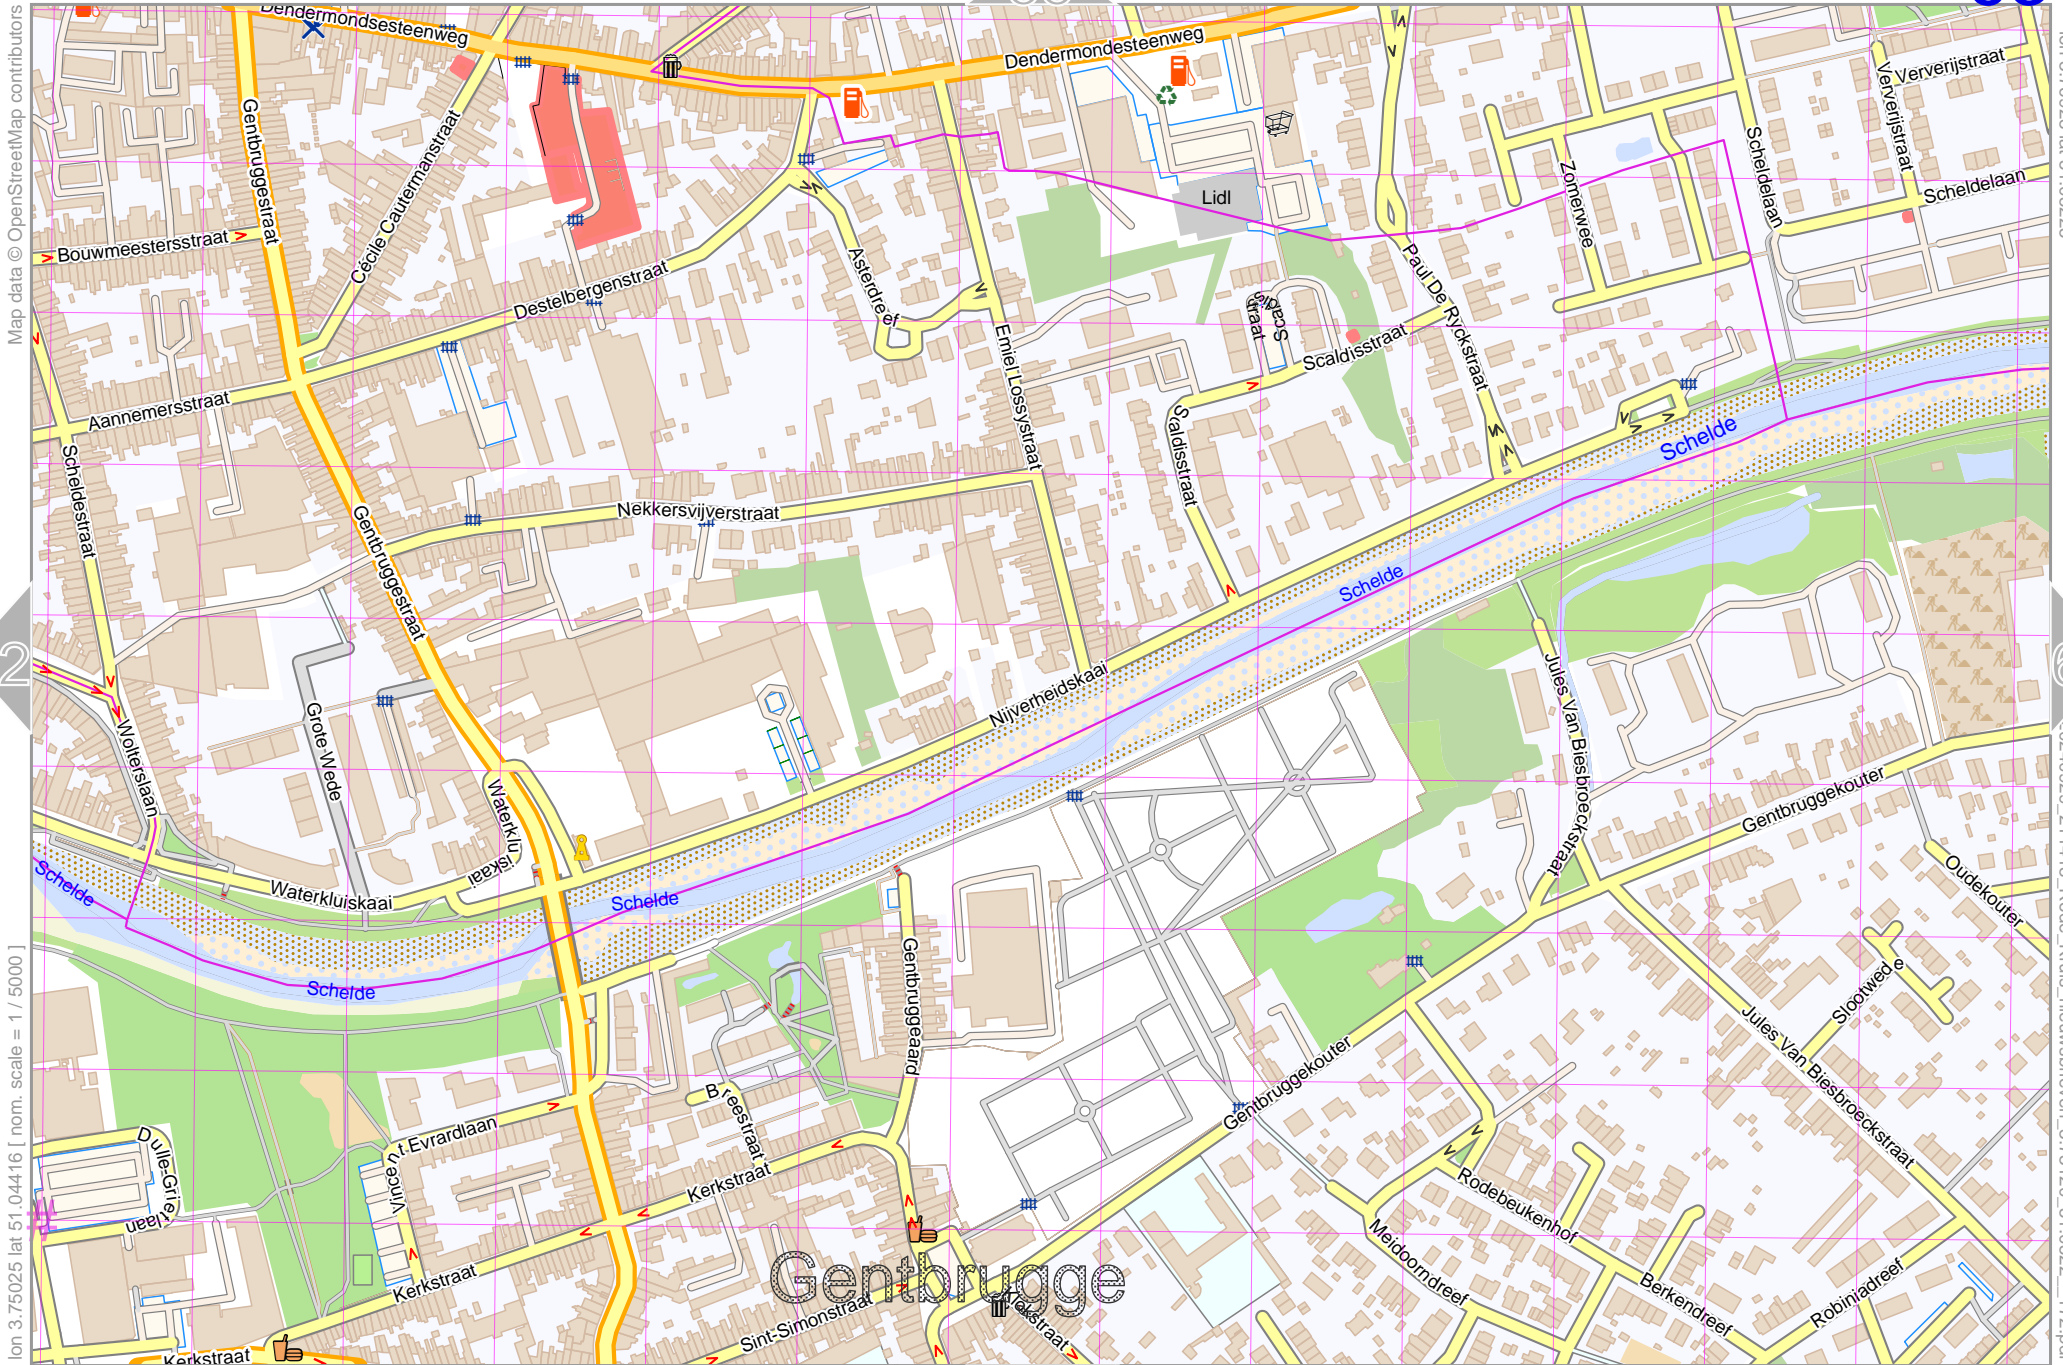 Map data © OpenStreetMap contributors
lon 3.75025 lat 51.04416 [ nom. scale = 1 / 5000 ]
2
Dendermondsesteenweg
Dendermondesteenweg
Ververijstraat
Ververijstraat
Gentbruggestraat
Cécile Cautermanstraat
Scheldelaan
Scheldelaan
Zomerwee
Lidl
Bouwmeestersstraat
Destelbergenstraat
Asterdreef
Paul De Ryckstraat
Scaldisstraat
Scaldisstraat
Emiel Lossystraat
Aannemersstraat
Scaldisstraat
Scheldestraat
Schelde
Nekkersvijverstraat
Gentbruggestraat
Schelde
Nijverheidskaai
Jules Van Biesbroeckstraat
Grote-Wede
Wolterslaan
Waterkluiskaai
Gentbruggekouter
Oudekouter
Schelde
Waterkluiskaai
Schelde
Schelde
Gentbruggeaard
Slootwede
Jules Van Biesbroeckstraat
Gentbruggekouter
Breestraat
Vincent Evrardlaan
Dulle-Grietlaan
Kerkstraat
Rodebeukenhof
Meidoorndreef
Berkendreef
Robiniadreef
Kerkstraat
Gentbrugge
Sint-Simonstraat
Kerkstraat